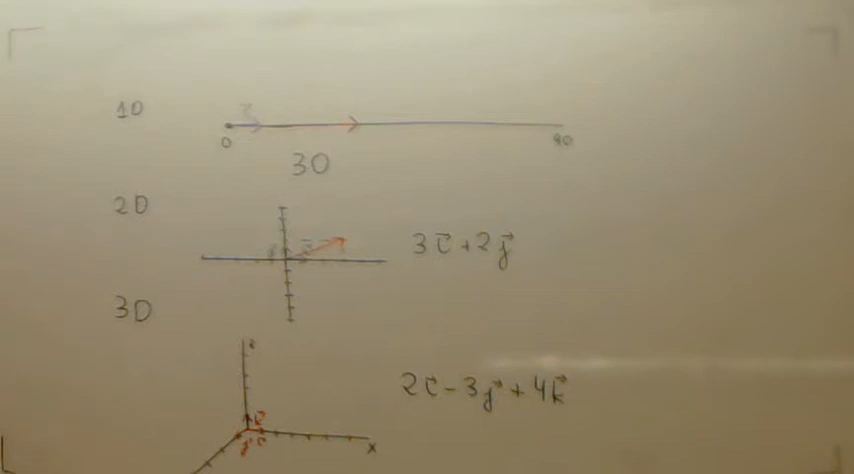 1D
0 90
30
2D
3i⃗ + 2j⃗
3D
z
2i⃗ - 3j⃗ + 4k⃗
k⃗
j⃗ i⃗
x